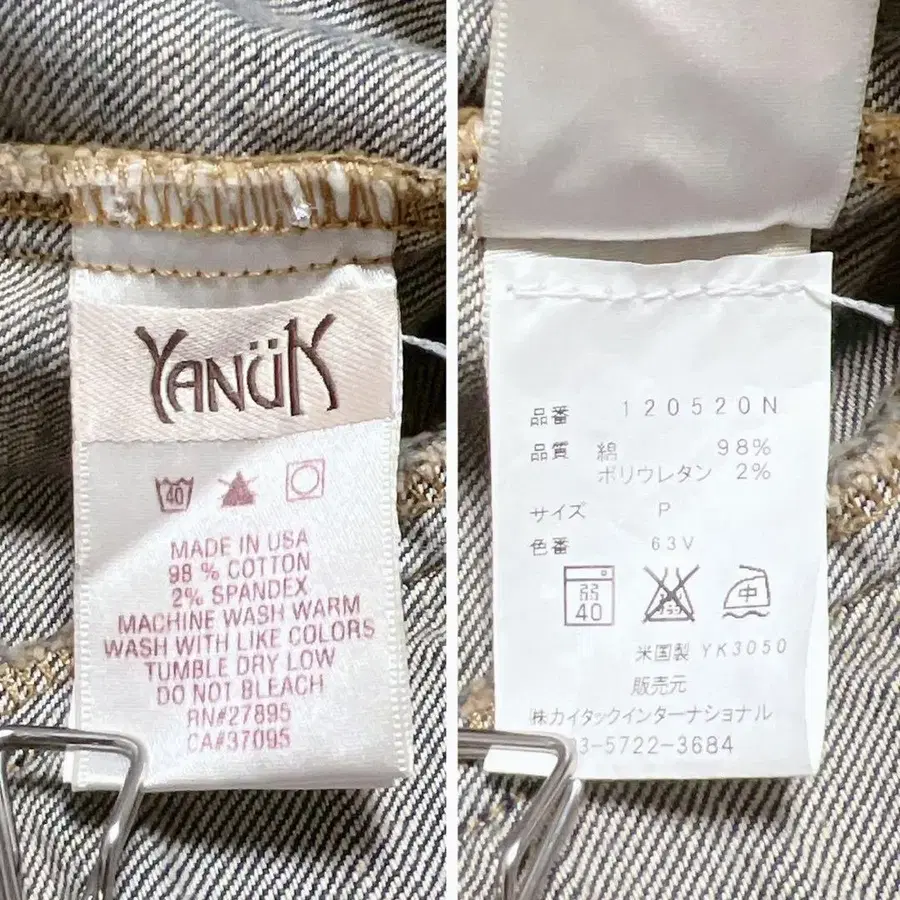 YANÜK
40
MADE IN USA
98 % COTTON
2% SPANDEX
MACHINE WASH WARM
WASH WITH LIKE COLORS
TUMBLE DRY LOW
DO NOT BLEACH
RN#27895
CA#37095
品番 120520N
品質 綿 98%
ポリウレタン 2%
サイズ P
色番 63V
弱 40 中
米国製 YK3050
販売元
㈱カイタックインターナショナル
3-5722-3684